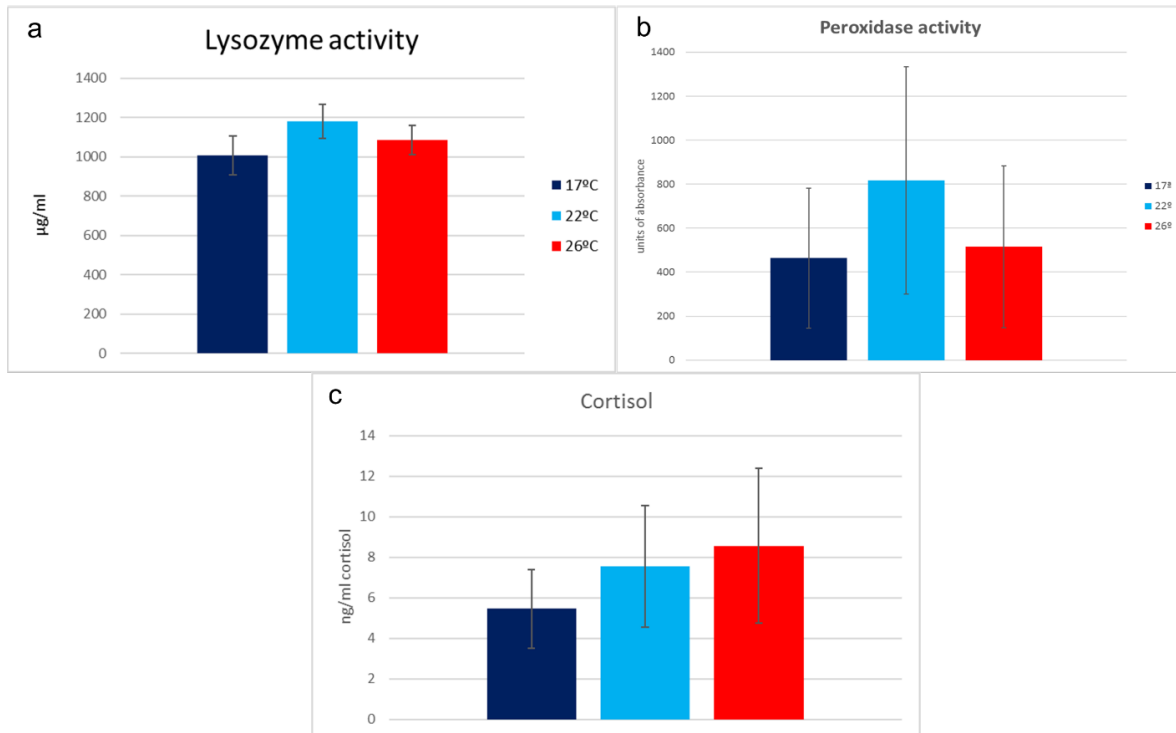 a
Lysozyme activity
1400
1200
1000
800
600
400
200
0
µg/ml
17ºC
22ºC
26ºC
b
Peroxidase activity
1400
1200
1000
800
600
400
200
0
units of absorbance
17ª
22º
26º
c
Cortisol
14
12
10
8
6
4
2
0
ng/ml cortisol